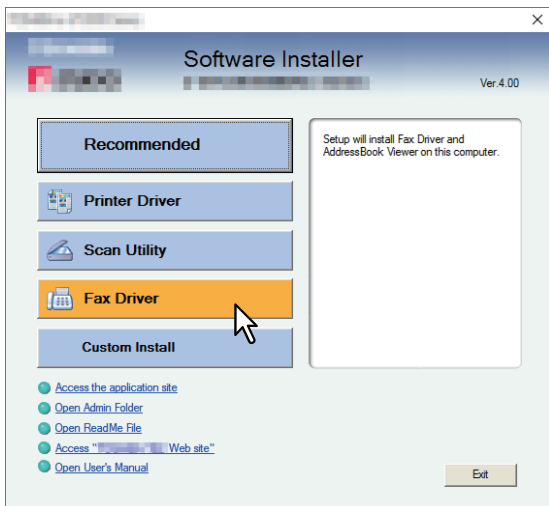 Software Installer
Ver.4.00
Recommended
Printer Driver
Scan Utility
Fax Driver
Custom Install
Setup will install Fax Driver and
AddressBook Viewer on this computer.
Access the application site
Open Admin Folder
Open ReadMe File
Access " Web site"
Open User's Manual
Exit